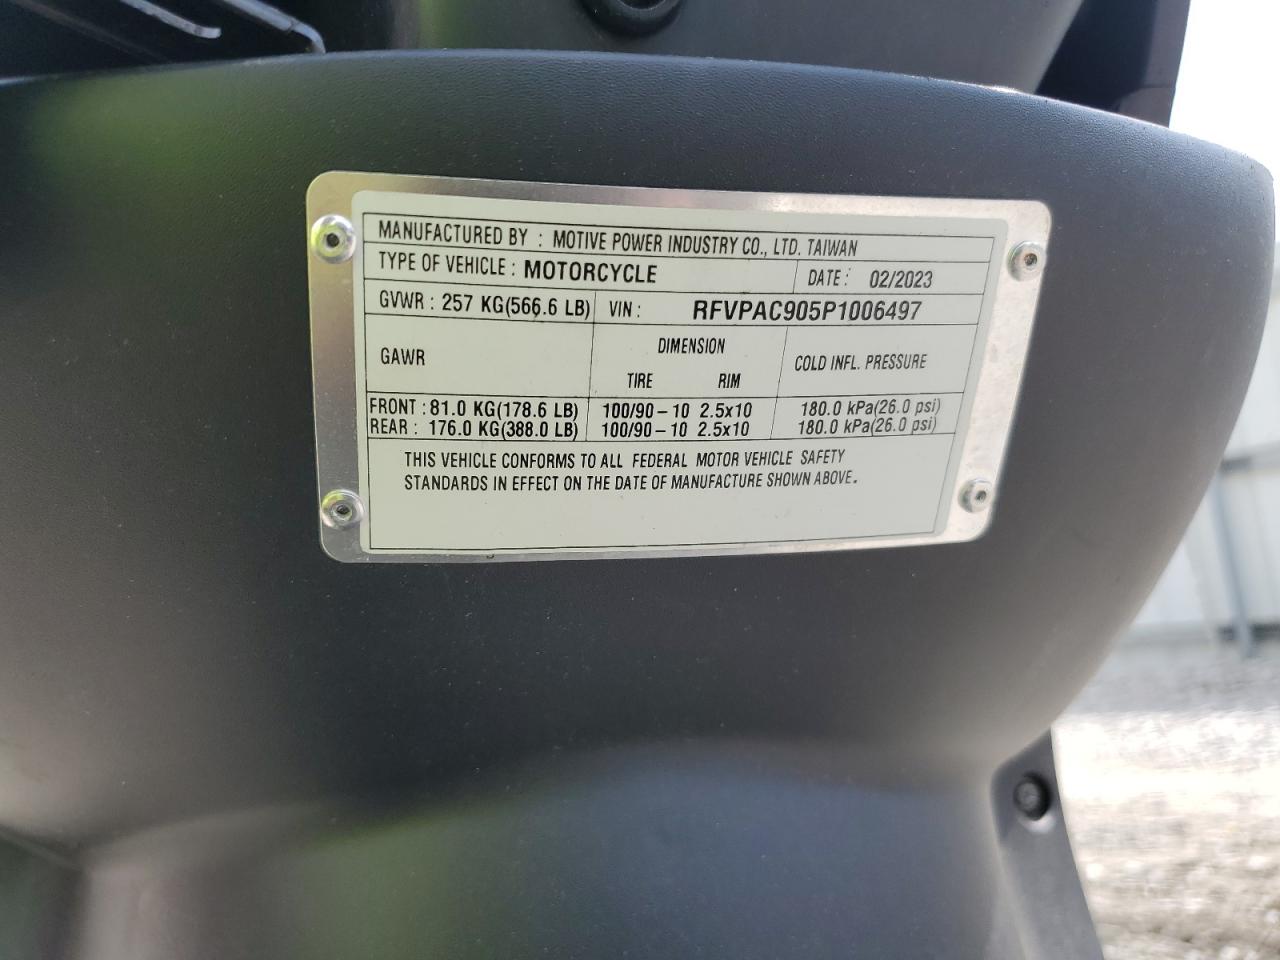 MANUFACTURED BY : MOTIVE POWER INDUSTRY CO., LTD. TAIWAN
TYPE OF VEHICLE : MOTORCYCLE DATE : 02/2023
GVWR : 257 KG(566.6 LB) VIN : RFVPAC905P1006497
GAWR DIMENSION COLD INFL. PRESSURE
TIRE RIM
FRONT : 81.0 KG(178.6 LB) 100/90-10 2.5x10 180.0 kPa(26.0 psi)
REAR : 176.0 KG(388.0 LB) 100/90-10 2.5x10 180.0 kPa(26.0 psi)
THIS VEHICLE CONFORMS TO ALL FEDERAL MOTOR VEHICLE SAFETY
STANDARDS IN EFFECT ON THE DATE OF MANUFACTURE SHOWN ABOVE.